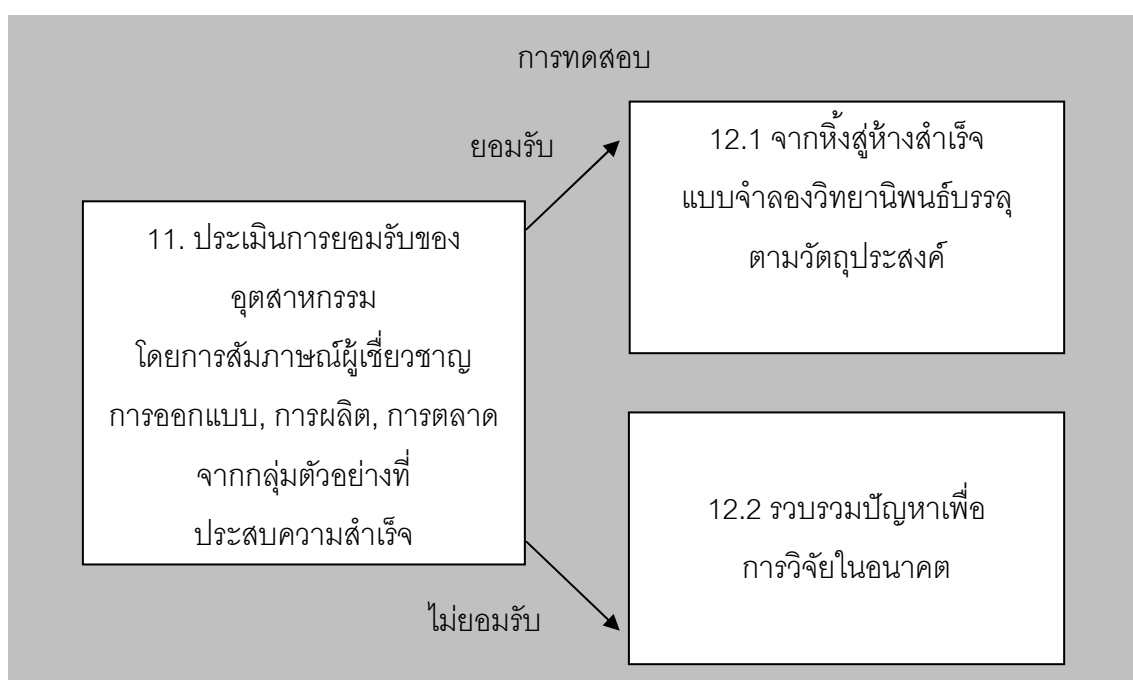 การทดสอบ
ยอมรับ
12.1 จากหิ้งสู่ห้างสำเร็จ
แบบจำลองวิทยานิพนธ์บรรลุ
ตามวัตถุประสงค์
11. ประเมินการยอมรับของ
อุตสาหกรรม
โดยการสัมภาษณ์ผู้เชี่ยวชาญ
การออกแบบ, การผลิต, การตลาด
จากกลุ่มตัวอย่างที่
ประสบความสำเร็จ
12.2 รวบรวมปัญหาเพื่อ
การวิจัยในอนาคต
ไม่ยอมรับ